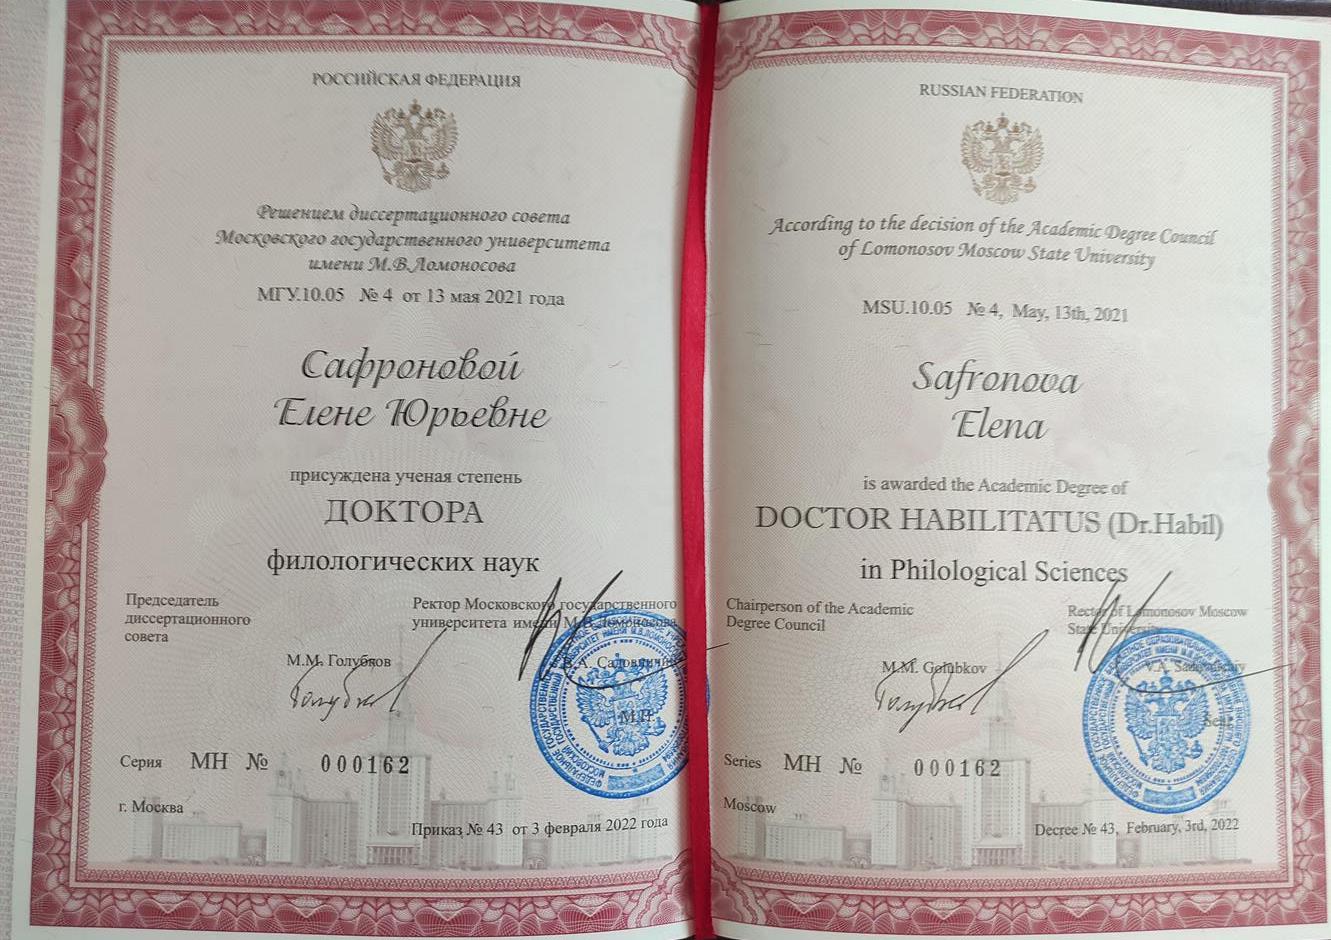 РОССИЙСКАЯ ФЕДЕРАЦИЯ
Решением диссертационного совета
Московского государственного университета
имени М.В.Ломоносова
МГУ.10.05 № 4 от 13 мая 2021 года
Сафроновой
Елене Юрьевне
присуждена ученая степень
ДОКТОРА
филологических наук
Председатель
диссертационного
совета
Ректор Московского государственного
университета имени М.В.Ломоносова
М.М. Голубков
В.А. Садовничий
М.П.
Серия МН № 000162
г. Москва
Приказ № 43 от 3 февраля 2022 года
RUSSIAN FEDERATION
According to the decision of the Academic Degree Council
of Lomonosov Moscow State University
MSU.10.05 № 4, May, 13th, 2021
Safronova
Elena
is awarded the Academic Degree of
DOCTOR HABILITATUS (Dr.Habil)
in Philological Sciences
Chairperson of the Academic
Degree Council
Rector of Lomonosov Moscow
State University
M.M. Golubkov
V.A. Sadovnichiy
Seal
Series МН № 000162
Moscow
Decree № 43, February, 3rd, 2022